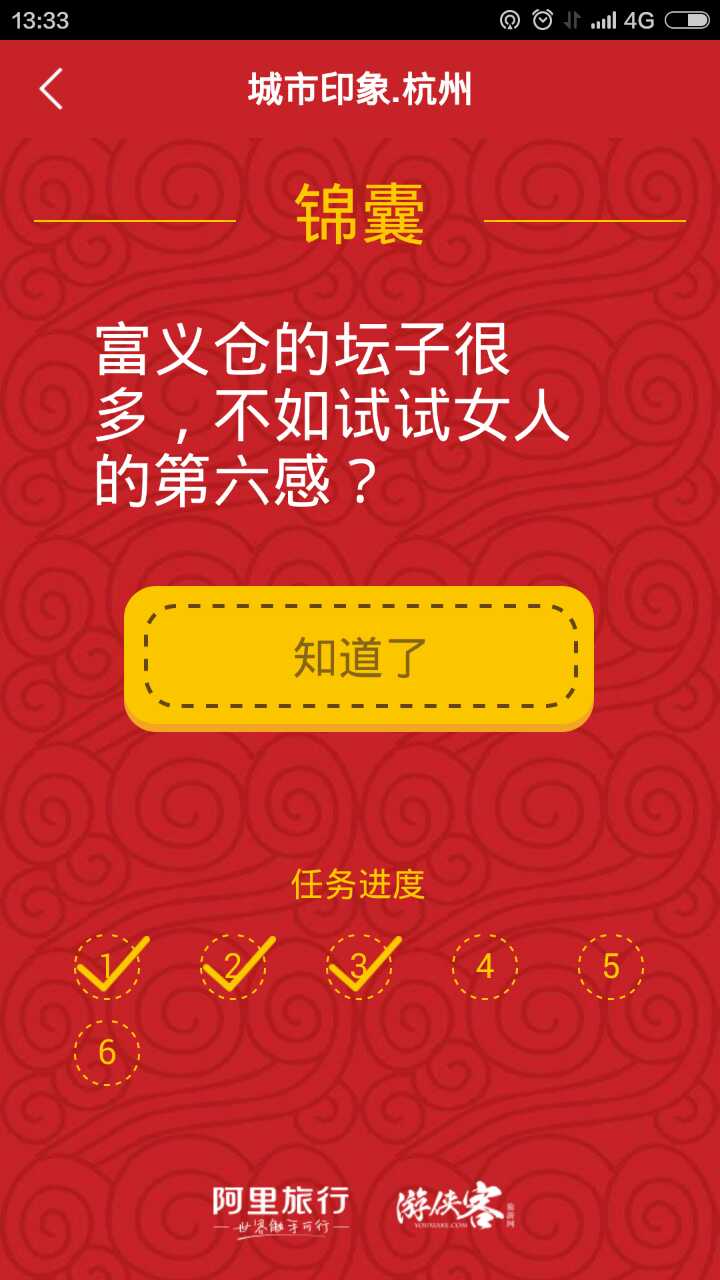 13:33
4G
城市印象.杭州
锦囊
富义仓的坛子很
多，不如试试女人
的第六感？
知道了
任务进度
1 2 3 4 5
6
阿里旅行
世界触手可行
游侠客
YOUXIAKE.COM
旅游网